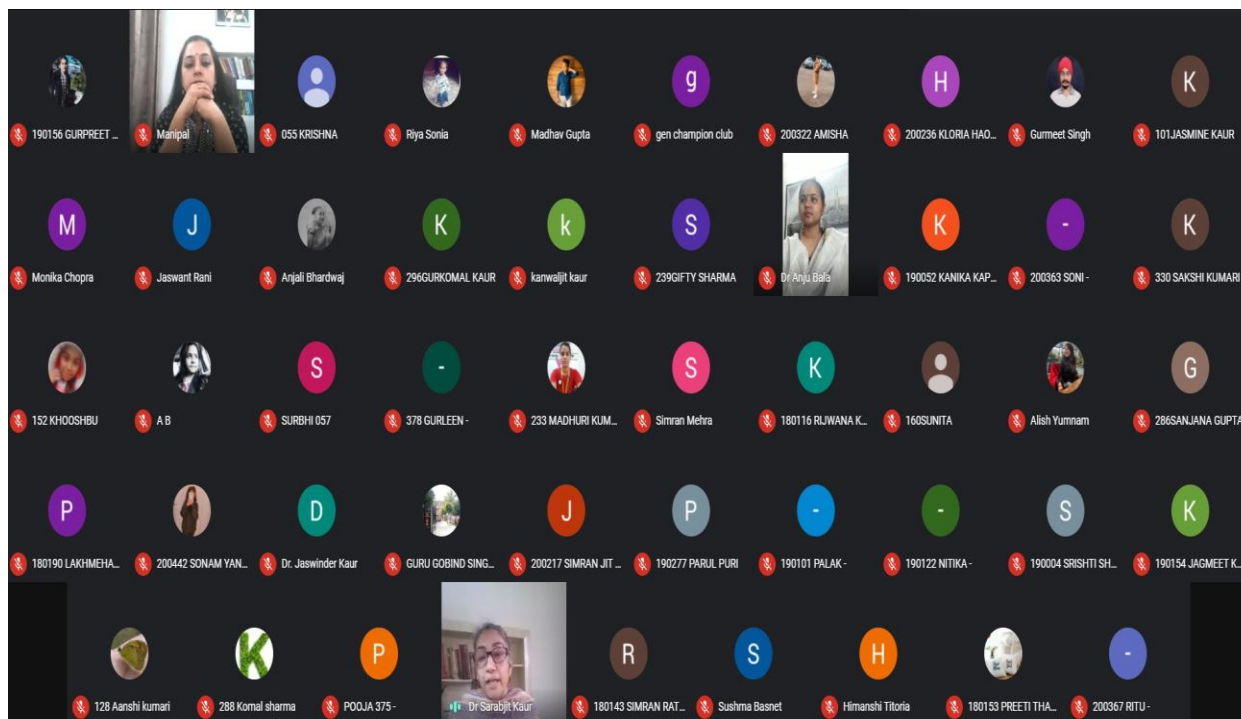 190156 GURPREET ...
Manipal
055 KRISHNA
Riya Sonia
Madhav Gupta
g
gen champion club
200322 AMISHA
H
200236 KLORIA HAO...
Gurmeet Singh
K
101JASMINE KAUR
M
Monika Chopra
J
Jaswant Rani
Anjali Bhardwaj
K
296GURKOMAL KAUR
k
kanwaljit kaur
S
239GIFTY SHARMA
Dr Anju Bala
K
190052 KANIKA KAP...
-
200363 SONI -
K
330 SAKSHI KUMARI
152 KHOOSHBU
A B
S
SURBHI 057
-
378 GURLEEN -
233 MADHURI KUM...
S
Simran Mehra
K
180116 RIJWANA K...
160SUNITA
Alish Yumnam
G
286SANJANA GUPTA
P
180190 LAKHMEHA...
200442 SONAM YAN...
D
Dr. Jaswinder Kaur
GURU GOBIND SING...
J
200217 SIMRAN JIT ...
P
190277 PARUL PURI
-
190101 PALAK -
-
190122 NITIKA -
S
190004 SRISHTI SH...
K
190154 JAGMEET K...
128 Aanshi kumari
K
288 Komal sharma
P
POOJA 375 -
Dr Sarabjit Kaur
R
180143 SIMRAN RAT...
S
Sushma Basnet
H
Himanshi Titoria
180153 PREETI THA...
-
200367 RITU -